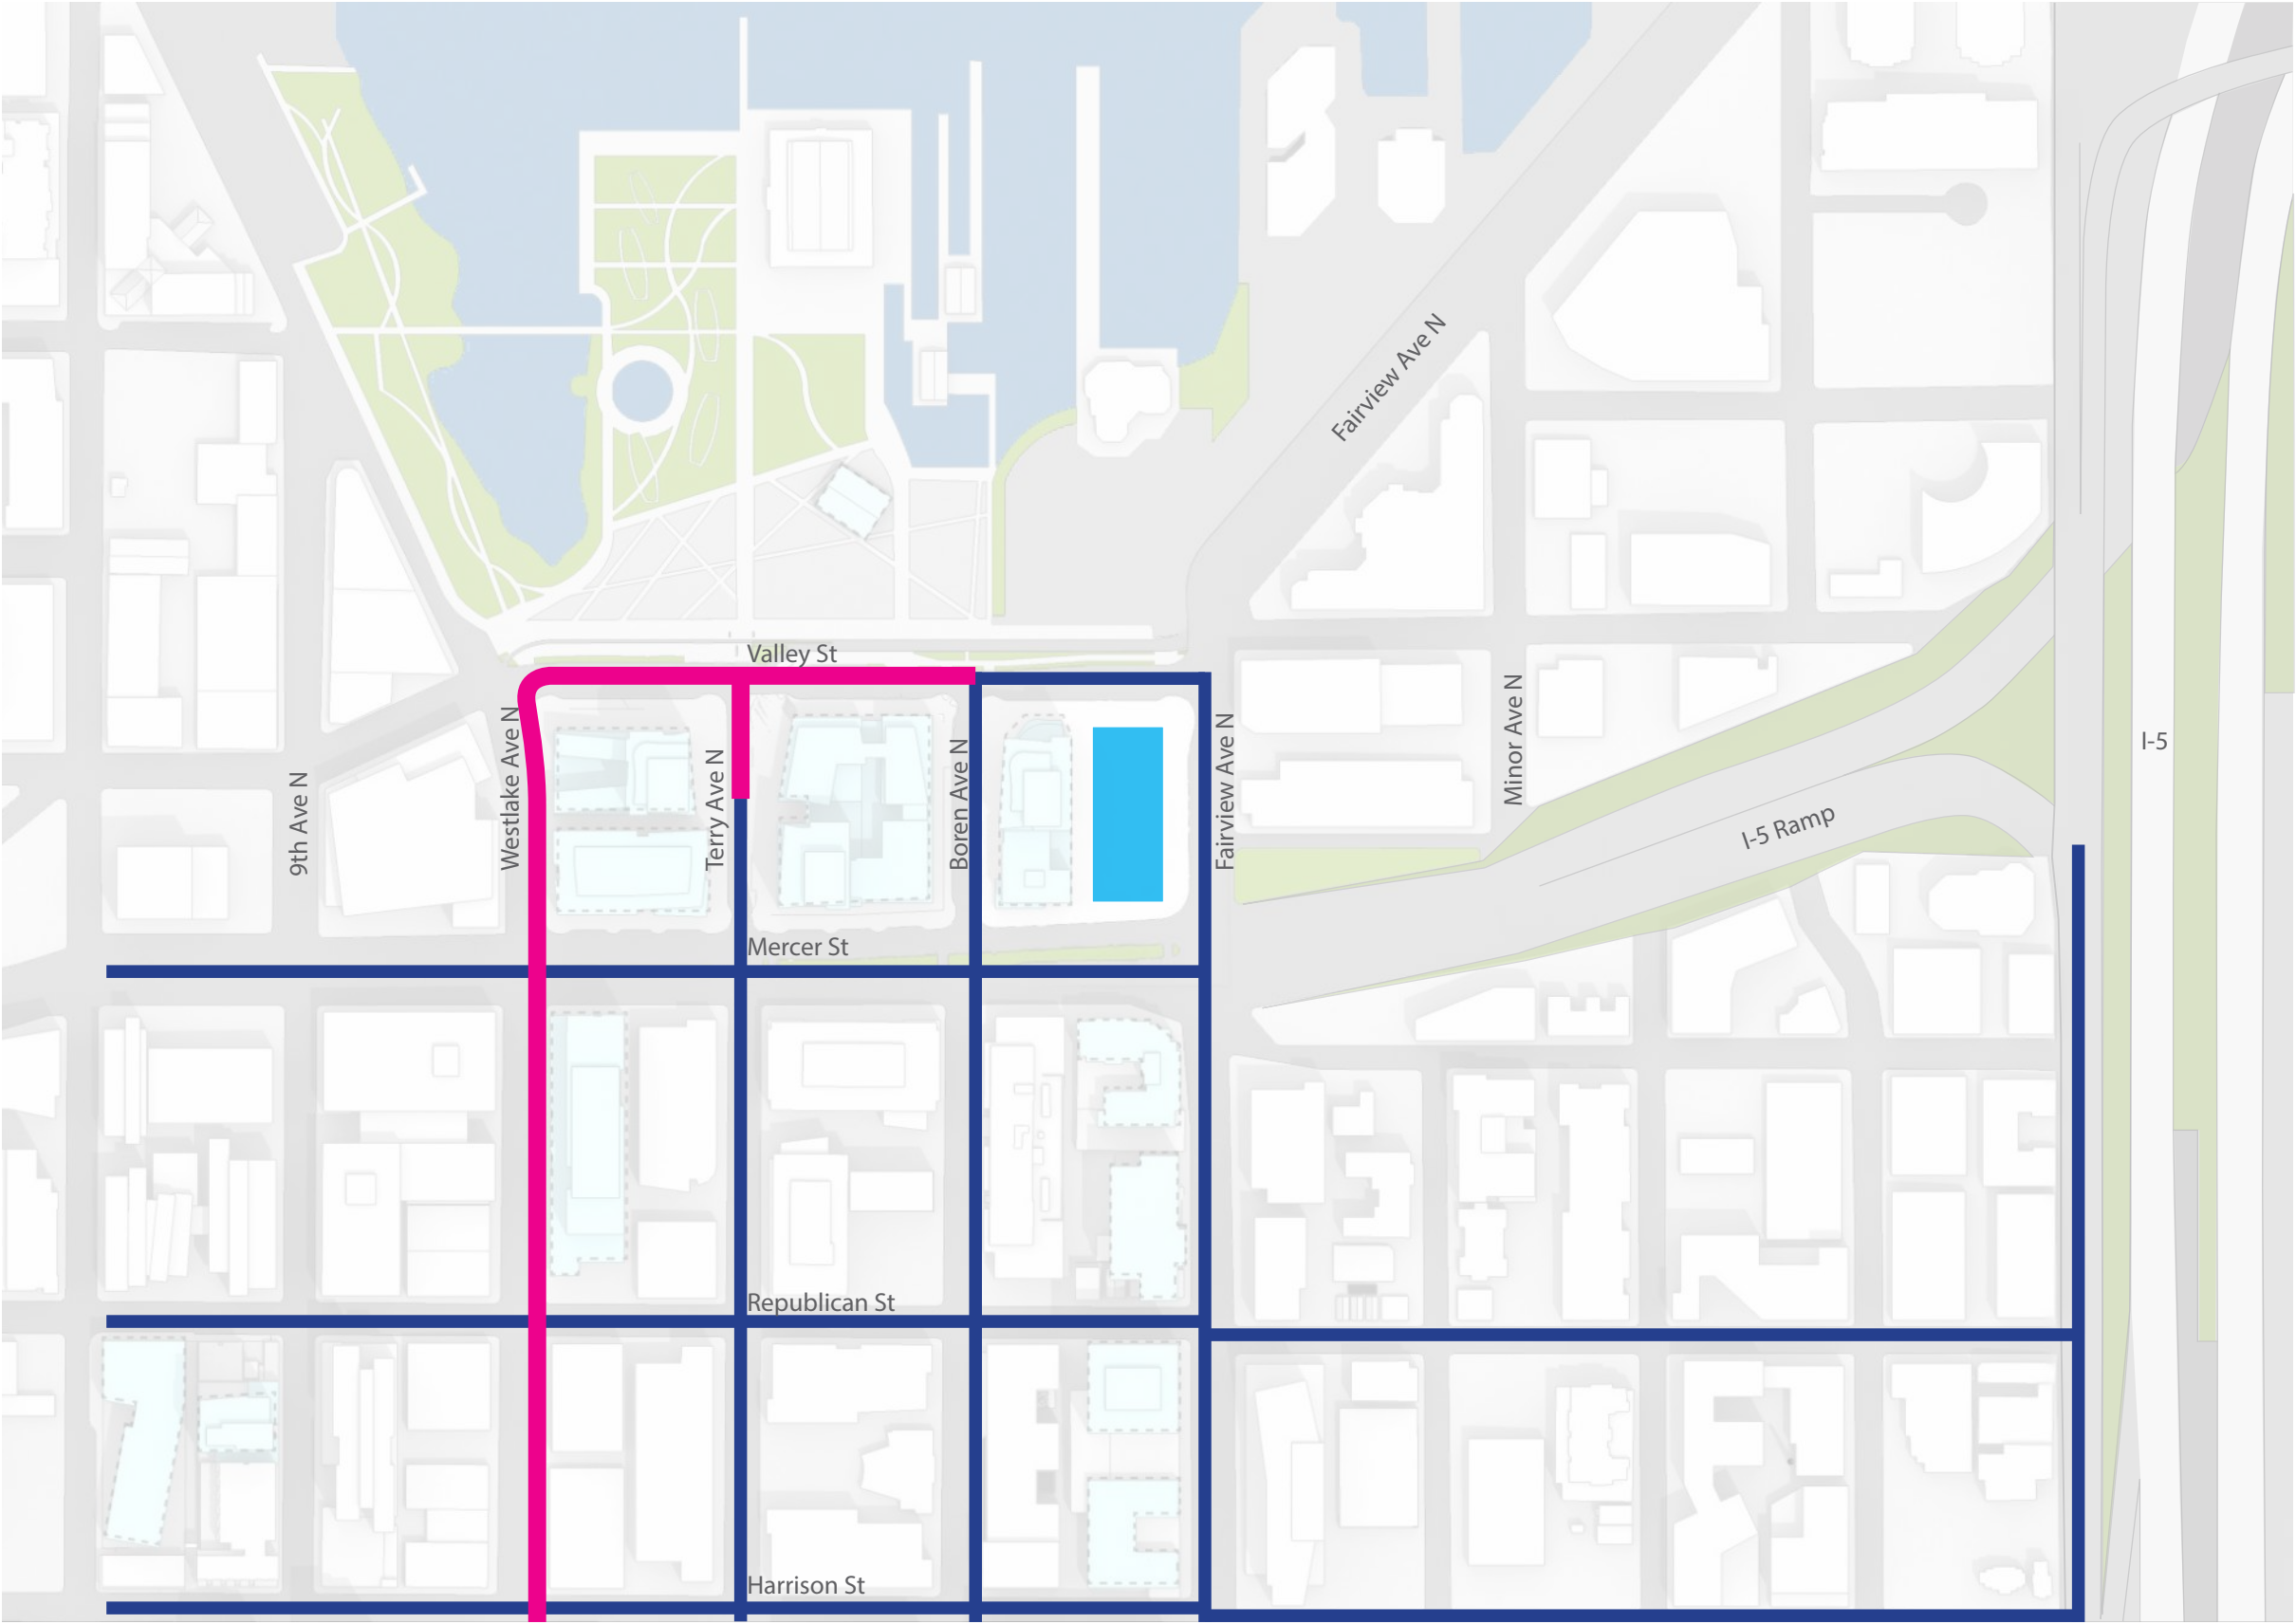 Fairview Ave N
Valley St
Westlake Ave N
Terry Ave N
Boren Ave N
Fairview Ave N
Minor Ave N
9th Ave N
I-5
I-5 Ramp
Mercer St
Republican St
Harrison St